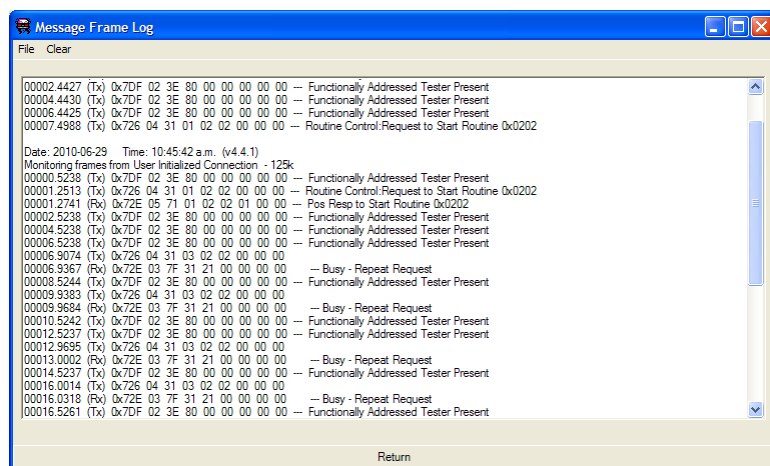 Message Frame Log
File Clear
00002.4427 (Tx) 0x7DF 02 3E 80 00 00 00 00 00 --- Functionally Addressed Tester Present
00004.4430 (Tx) 0x7DF 02 3E 80 00 00 00 00 00 --- Functionally Addressed Tester Present
00006.4425 (Tx) 0x7DF 02 3E 80 00 00 00 00 00 --- Functionally Addressed Tester Present
00007.4988 (Tx) 0x726 04 31 01 02 02 00 00 00 --- Routine Control:Request to Start Routine 0x0202
Date: 2010-06-29 Time: 10:45:42 a.m. (v4.4.1)
Monitoring frames from User Initialized Connection - 125k
00000.5238 (Tx) 0x7DF 02 3E 80 00 00 00 00 00 --- Functionally Addressed Tester Present
00001.2513 (Tx) 0x726 04 31 01 02 02 00 00 00 --- Routine Control:Request to Start Routine 0x0202
00001.2741 (Rx) 0x72E 05 71 01 02 02 01 00 00 --- Pos Resp to Start Routine 0x0202
00002.5238 (Tx) 0x7DF 02 3E 80 00 00 00 00 00 --- Functionally Addressed Tester Present
00004.5238 (Tx) 0x7DF 02 3E 80 00 00 00 00 00 --- Functionally Addressed Tester Present
00006.5238 (Tx) 0x7DF 02 3E 80 00 00 00 00 00 --- Functionally Addressed Tester Present
00006.9074 (Tx) 0x726 04 31 03 02 02 00 00 00
00006.9367 (Rx) 0x72E 03 7F 31 21 00 00 00 00 --- Busy - Repeat Request
00008.5244 (Tx) 0x7DF 02 3E 80 00 00 00 00 00 --- Functionally Addressed Tester Present
00009.9383 (Tx) 0x726 04 31 03 02 02 00 00 00
00009.9684 (Rx) 0x72E 03 7F 31 21 00 00 00 00 --- Busy - Repeat Request
00010.5242 (Tx) 0x7DF 02 3E 80 00 00 00 00 00 --- Functionally Addressed Tester Present
00012.5237 (Tx) 0x7DF 02 3E 80 00 00 00 00 00 --- Functionally Addressed Tester Present
00012.9695 (Tx) 0x726 04 31 03 02 02 00 00 00
00013.0002 (Rx) 0x72E 03 7F 31 21 00 00 00 00 --- Busy - Repeat Request
00014.5237 (Tx) 0x7DF 02 3E 80 00 00 00 00 00 --- Functionally Addressed Tester Present
00016.0014 (Tx) 0x726 04 31 03 02 02 00 00 00
00016.0318 (Rx) 0x72E 03 7F 31 21 00 00 00 00 --- Busy - Repeat Request
00016.5261 (Tx) 0x7DF 02 3E 80 00 00 00 00 00 --- Functionally Addressed Tester Present
Return